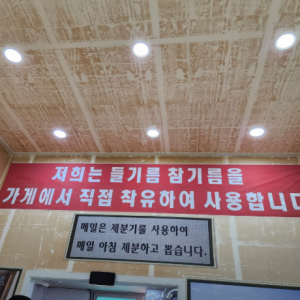 저희는 들기름 참기름을
가게에서 직접 착유하여 사용합니다
메밀은 제분기를 사용하여
매일 아침 제분하고 뽑습니다.